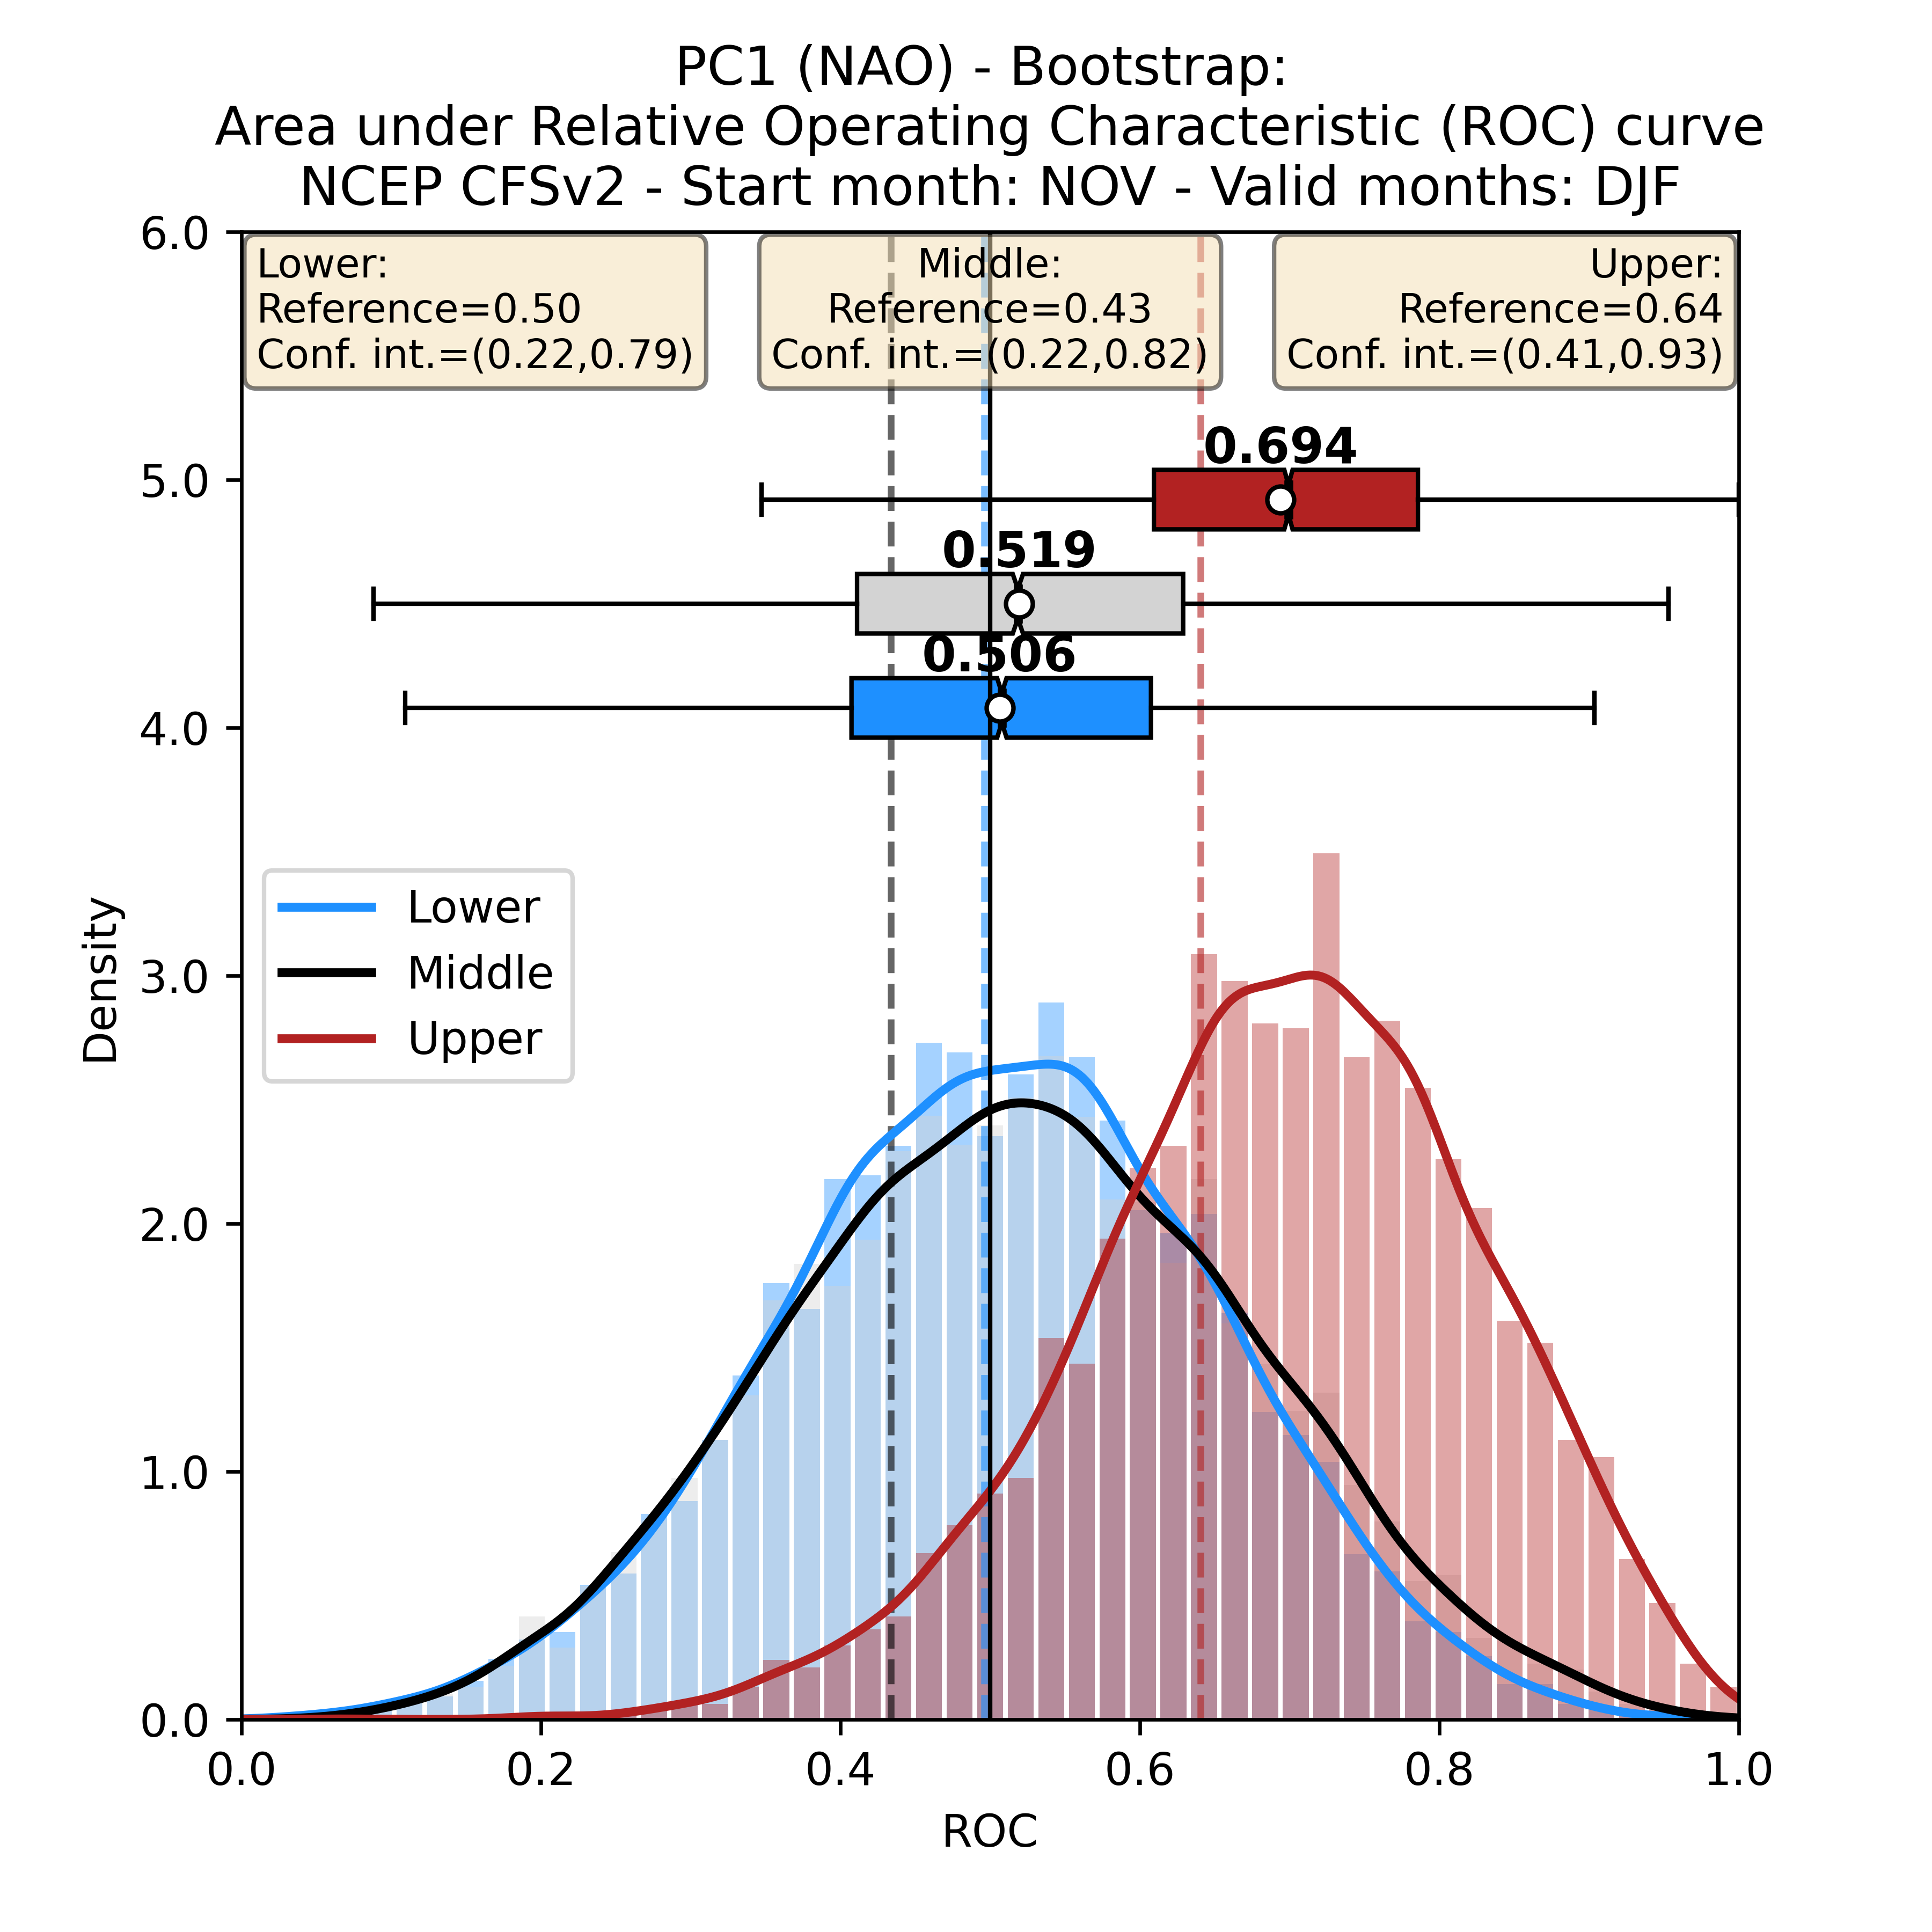 PC1 (NAO) - Bootstrap:
Area under Relative Operating Characteristic (ROC) curve
NCEP CFSv2 - Start month: NOV - Valid months: DJF
6.0
Lower:
Reference=0.50
Conf. int.=(0.22,0.79)
Middle:
Reference=0.43
Conf. int.=(0.22,0.82)
Upper:
Reference=0.64
Conf. int.=(0.41,0.93)
0.694
5.0
0.519
0.506
4.0
Lower
Middle
Upper
Density
3.0
2.0
1.0
0.0
0.0 0.2 0.4 0.6 0.8 1.0
ROC